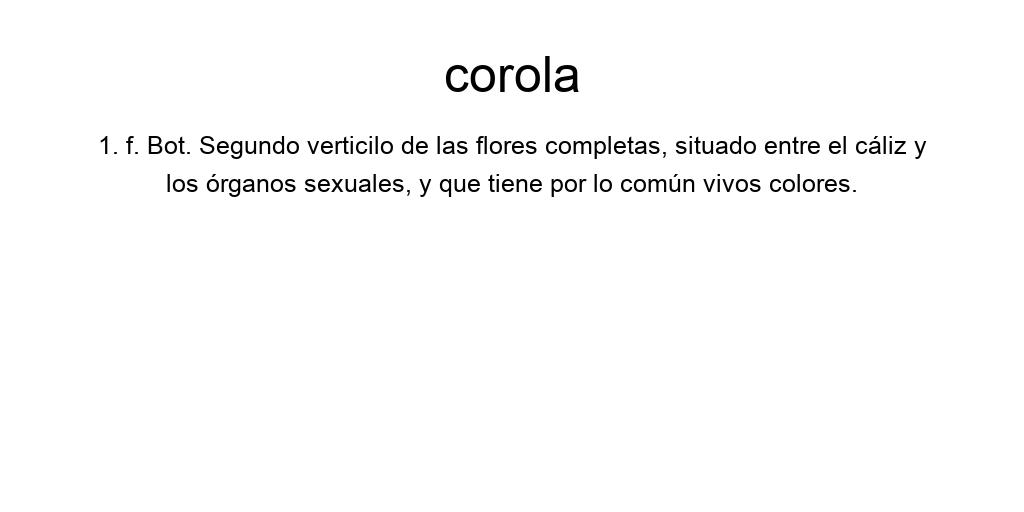 corola
1. f. Bot. Segundo verticilo de las flores completas, situado entre el cáliz y
los órganos sexuales, y que tiene por lo común vivos colores.